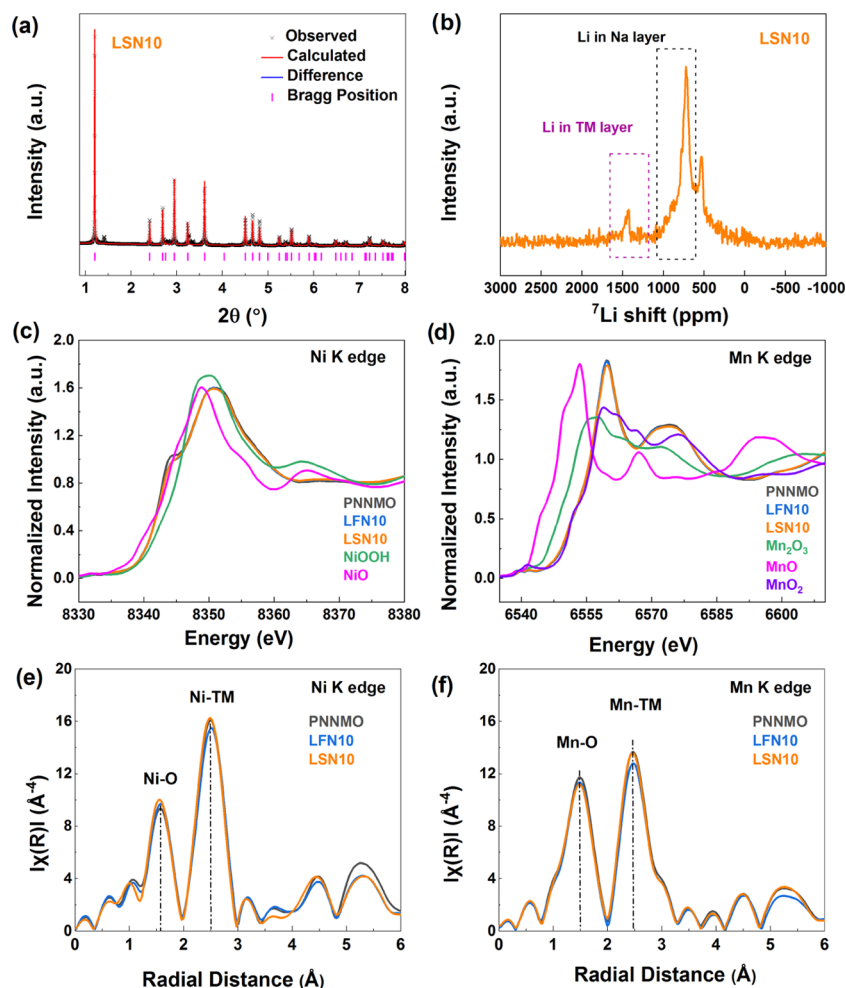 (a)
LSN10
Observed
Calculated
Difference
Bragg Position
Intensity (a.u.)
1 2 3 4 5 6 7 8
2θ (°)
(b)
Li in Na layer
LSN10
Li in TM layer
Intensity (a.u.)
3000 2500 2000 1500 1000 500 0 -500 -1000
⁷Li shift (ppm)
(c)
Ni K edge
2.0
1.6
1.2
0.8
0.4
0.0
Normalized Intensity (a.u.)
PNNMO
LFN10
LSN10
NiOOH
NiO
8330 8340 8350 8360 8370 8380
Energy (eV)
(d)
Mn K edge
2.0
1.5
1.0
0.5
0.0
Normalized Intensity (a.u.)
PNNMO
LFN10
LSN10
Mn₂O₃
MnO
MnO₂
6540 6555 6570 6585 6600
Energy (eV)
(e)
Ni-TM
Ni K edge
PNNMO
LFN10
LSN10
Ni-O
20
16
12
8
4
0
Iχ(R)I (Å⁻⁴)
0 1 2 3 4 5 6
Radial Distance (Å)
(f)
Mn K edge
Mn-TM
PNNMO
LFN10
LSN10
Mn-O
20
16
12
8
4
0
Iχ(R)I (Å⁻⁴)
0 1 2 3 4 5 6
Radial Distance (Å)